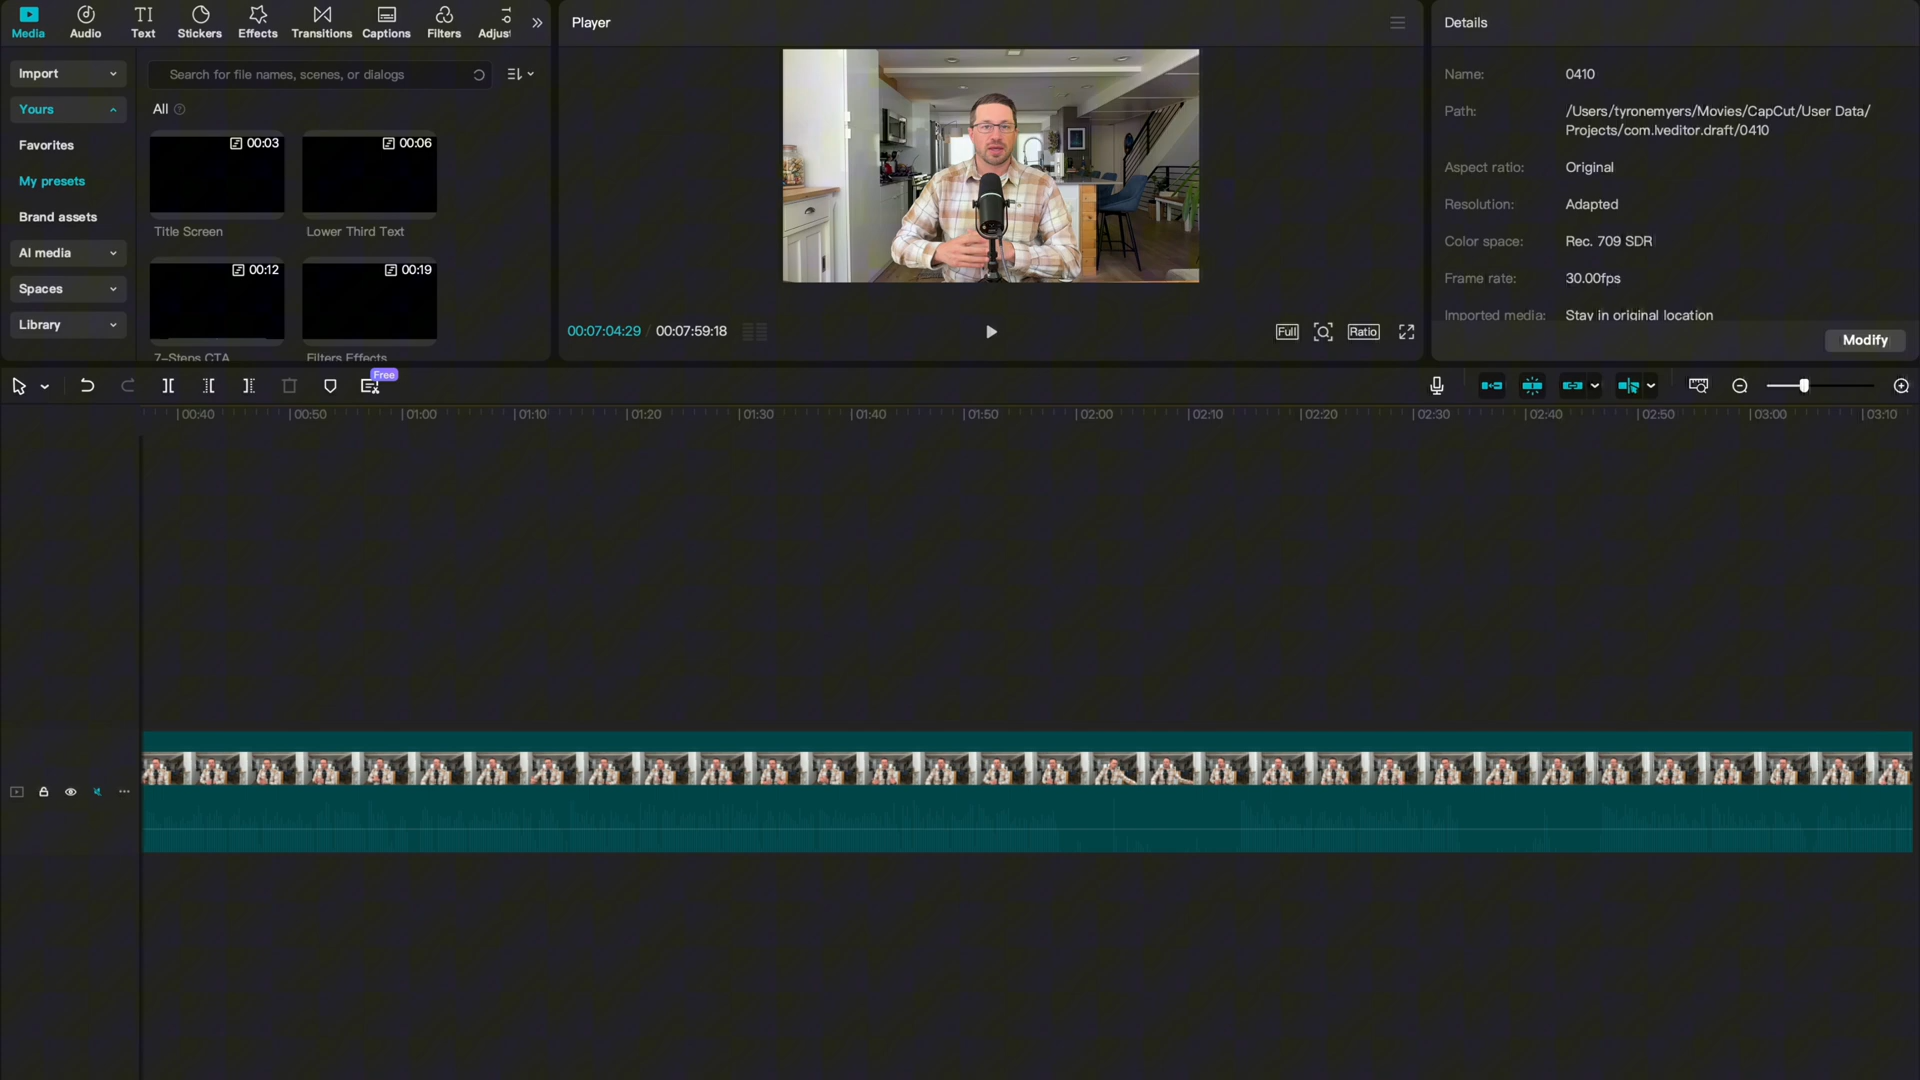 Media
Audio
Text
Stickers
Effects
Transitions
Captions
Filters
Adjust
Player
Details
Import
Search for file names, scenes, or dialogs
Yours
All
Favorites
My presets
Brand assets
AI media
Spaces
Library
00:03
00:06
Title Screen
Lower Third Text
00:12
00:19
7-Steps CTA
Filters Effects
Name: 0410
Path: /Users/tyronemyers/Movies/CapCut/User Data/
Projects/com.lveditor.draft/0410
Aspect ratio: Original
Resolution: Adapted
Color space: Rec. 709 SDR
Frame rate: 30.00fps
Imported media: Stay in original location
Modify
00:07:04:29 / 00:07:59:18
Full
Ratio
Free
00:40 00:50 01:00 01:10 01:20 01:30 01:40 01:50 02:00 02:10 02:20 02:30 02:40 02:50 03:00 03:10